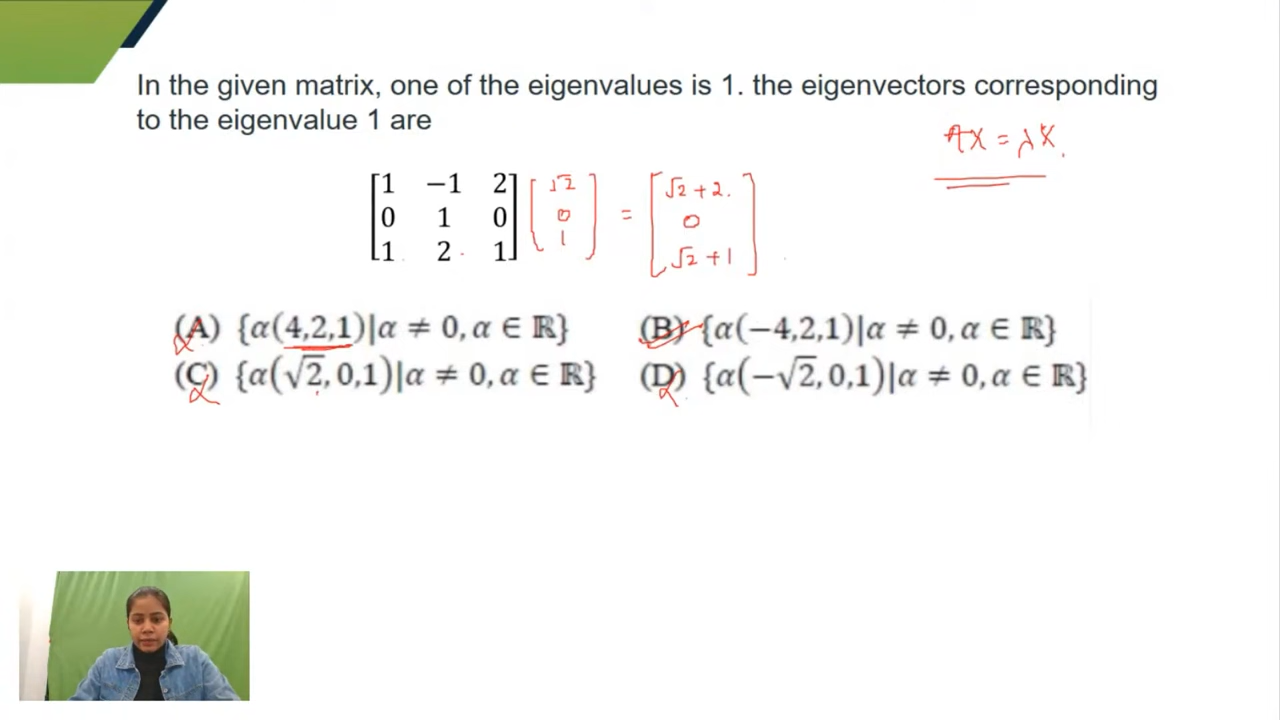 In the given matrix, one of the eigenvalues is 1. the eigenvectors corresponding
to the eigenvalue 1 are
AX = λX.
[1 −1 2] [√2] = [√2 + 2.]
[0 1 0] [0] [0]
[1 2 1] [1] [√2 + 1]
(A) {α(4,2,1)|α ≠ 0, α ∈ ℝ} (B) {α(−4,2,1)|α ≠ 0, α ∈ ℝ}
(C) {α(√2, 0,1)|α ≠ 0, α ∈ ℝ} (D) {α(−√2, 0,1)|α ≠ 0, α ∈ ℝ}